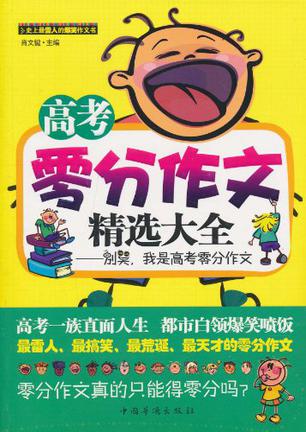 史上最雷人的爆笑作文书
肖文键·主编
高考
零分作文
精选大全
——别笑，我是高考零分作文
高考一族直面人生 都市白领爆笑喷饭
最雷人、最搞笑、最荒诞、最天才的零分作文
零分作文真的只能得零分吗？
中国华侨出版社